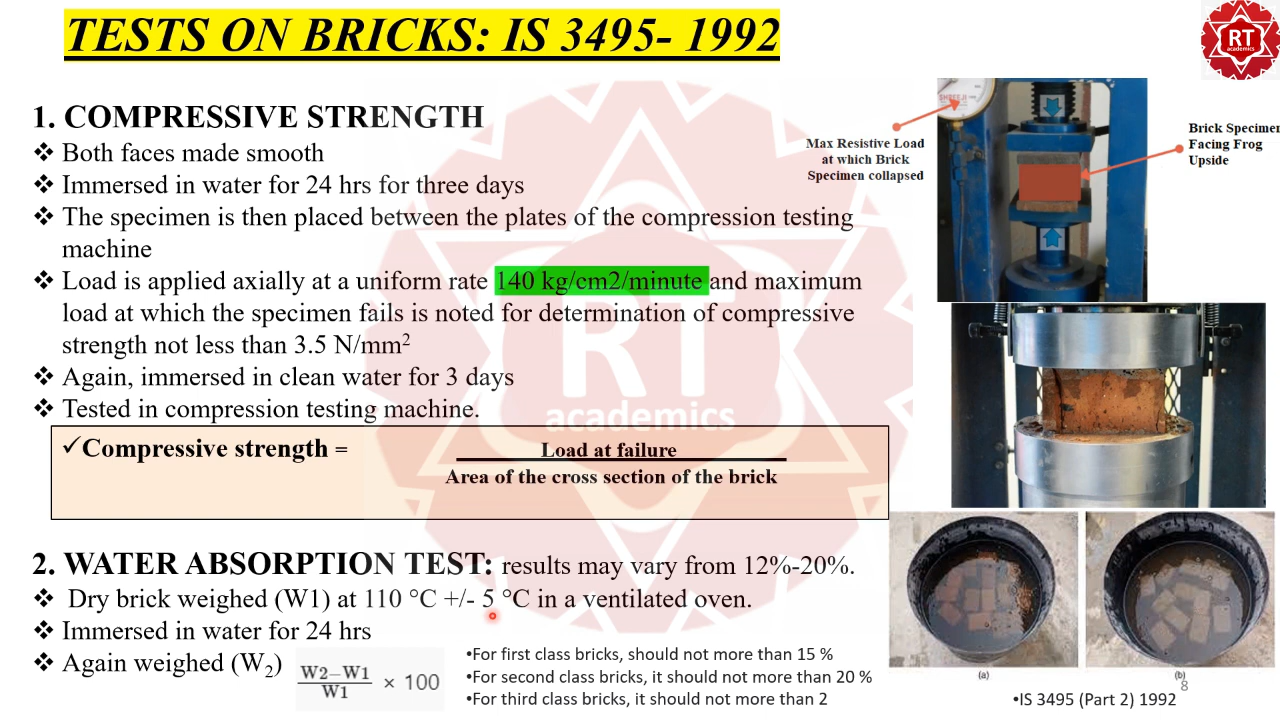 TESTS ON BRICKS: IS 3495- 1992
RT
academics
1. COMPRESSIVE STRENGTH
❖ Both faces made smooth
❖ Immersed in water for 24 hrs for three days
❖ The specimen is then placed between the plates of the compression testing
machine
❖ Load is applied axially at a uniform rate 140 kg/cm2/minute and maximum
load at which the specimen fails is noted for determination of compressive
strength not less than 3.5 N/mm²
❖ Again, immersed in clean water for 3 days
❖ Tested in compression testing machine.
✓Compressive strength =
Load at failure
Area of the cross section of the brick
RT
academics
Max Resistive Load
at which Brick
Specimen collapsed
SHREEJI
Brick Specimen
Facing Frog
Upside
2. WATER ABSORPTION TEST: results may vary from 12%-20%.
❖ Dry brick weighed (W1) at 110 °C +/- 5 °C in a ventilated oven.
❖ Immersed in water for 24 hrs
❖ Again weighed (W₂)
W2−W1
W1
× 100
•For first class bricks, should not more than 15 %
•For second class bricks, it should not more than 20 %
•For third class bricks, it should not more than 2
(a)
(b)
8
•IS 3495 (Part 2) 1992